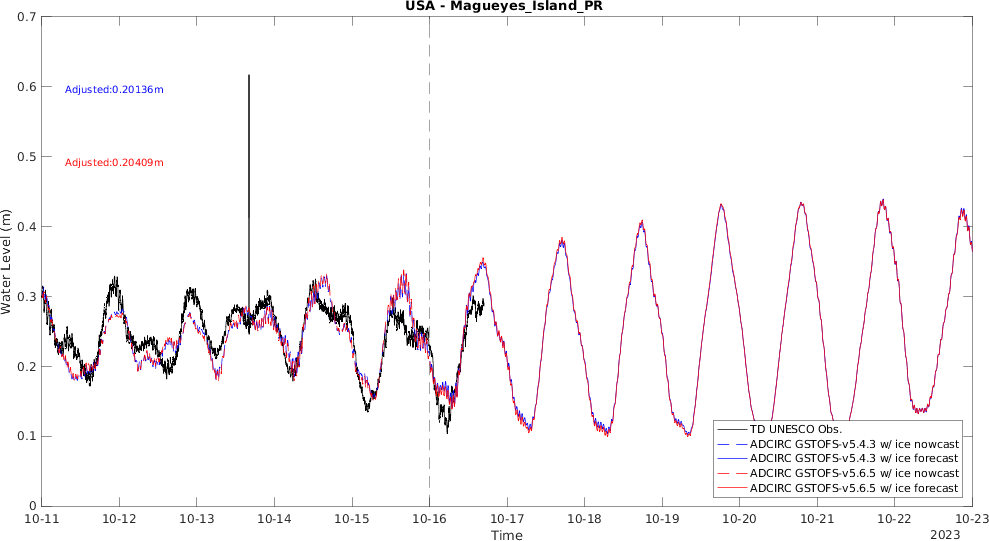 USA - Magueyes_Island_PR
0.7
0.6
0.5
0.4
0.3
0.2
0.1
0
Water Level (m)
Adjusted:0.20136m
Adjusted:0.20409m
TD UNESCO Obs.
ADCIRC GSTOFS-v5.4.3 w/ ice nowcast
ADCIRC GSTOFS-v5.4.3 w/ ice forecast
ADCIRC GSTOFS-v5.6.5 w/ ice nowcast
ADCIRC GSTOFS-v5.6.5 w/ ice forecast
10-11 10-12 10-13 10-14 10-15 10-16 10-17 10-18 10-19 10-20 10-21 10-22 10-23
Time
2023